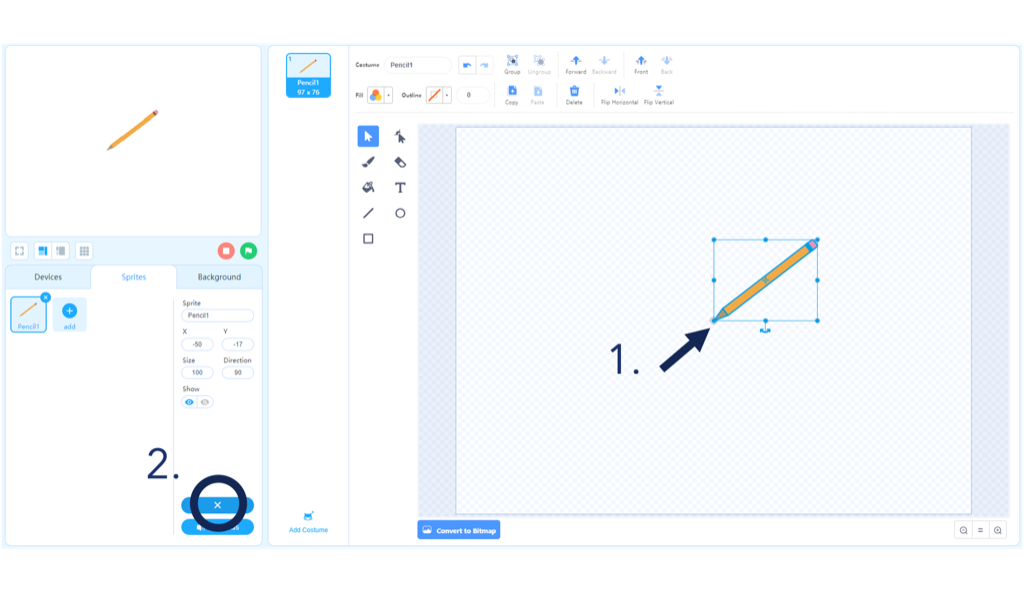 1
Pencil1
97 x 76
Costume Pencil1
Group Ungroup Forward Backward Front Back
Fill Outline 0
Copy Paste Delete Flip Horizontal Flip Vertical
Devices Sprites Background
Pencil1 add
Sprite
Pencil1
X Y
-50 -17
Size Direction
100 90
Show
1.
2.
Add Costume
Convert to Bitmap